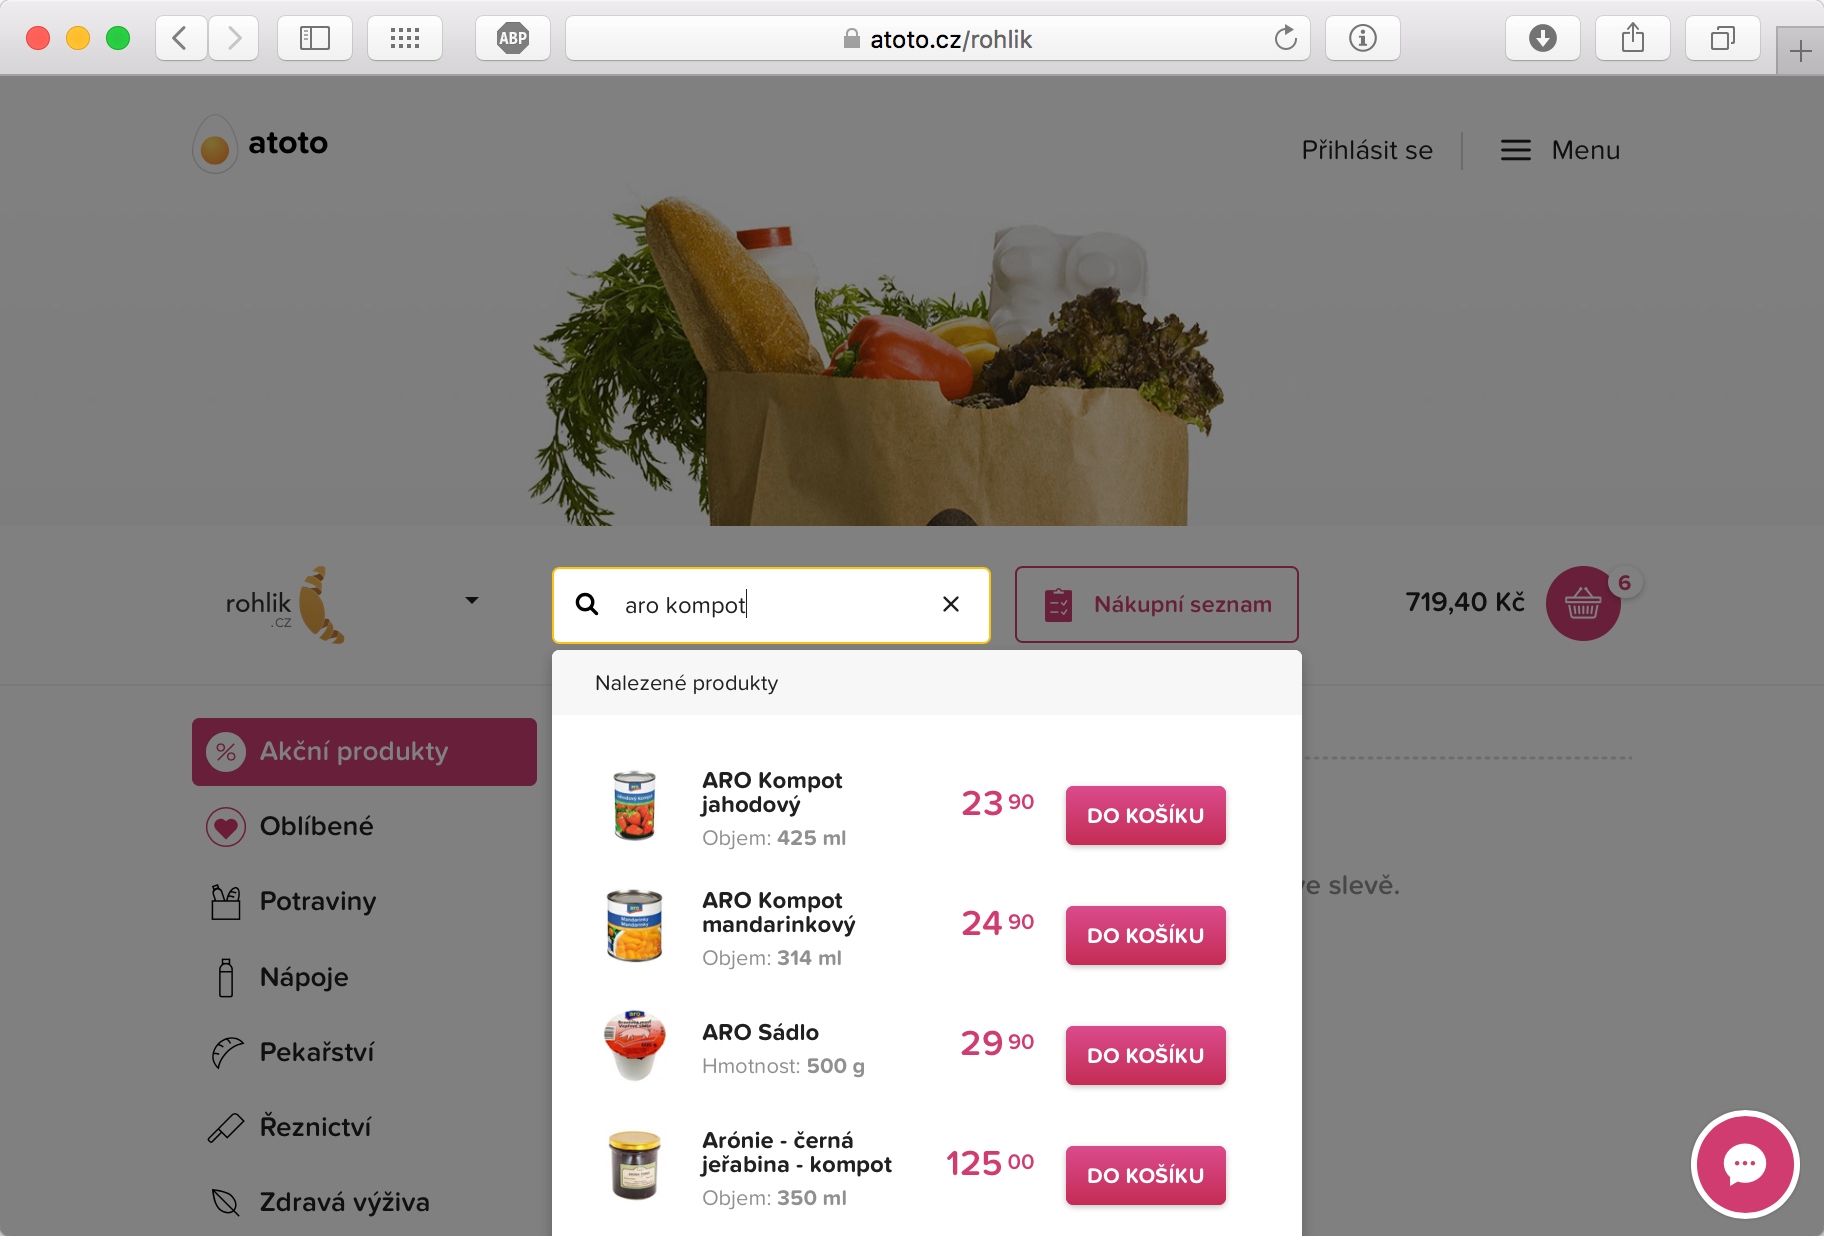 ABP
atoto.cz/rohlik
atoto
Přihlásit se
Menu
rohlik
.cz
aro kompot
Nákupní seznam
719,40 Kč
6
Nalezené produkty
Akční produkty
Oblíbené
Potraviny
Nápoje
Pekařství
Řeznictví
Zdravá výživa
ARO Kompot
jahodový
Objem: 425 ml
23 90
DO KOŠÍKU
ARO Kompot
mandarinkový
Objem: 314 ml
24 90
DO KOŠÍKU
ARO Sádlo
Hmotnost: 500 g
29 90
DO KOŠÍKU
Arónie - černá
jeřabina - kompot
Objem: 350 ml
125 00
DO KOŠÍKU
ve slevě.